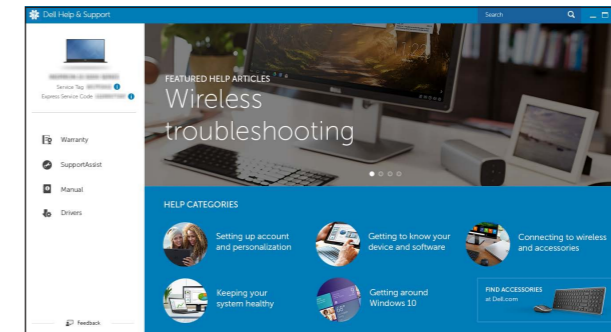 Dell Help & Support
Search
Service Tag:
Express Service Code:
Warranty
SupportAssist
Manual
Drivers
Feedback
FEATURED HELP ARTICLES
Wireless
troubleshooting
HELP CATEGORIES
Setting up account
and personalization
Getting to know your
device and software
Connecting to wireless
and accessories
Keeping your
system healthy
Getting around
Windows 10
FIND ACCESSORIES
at Dell.com